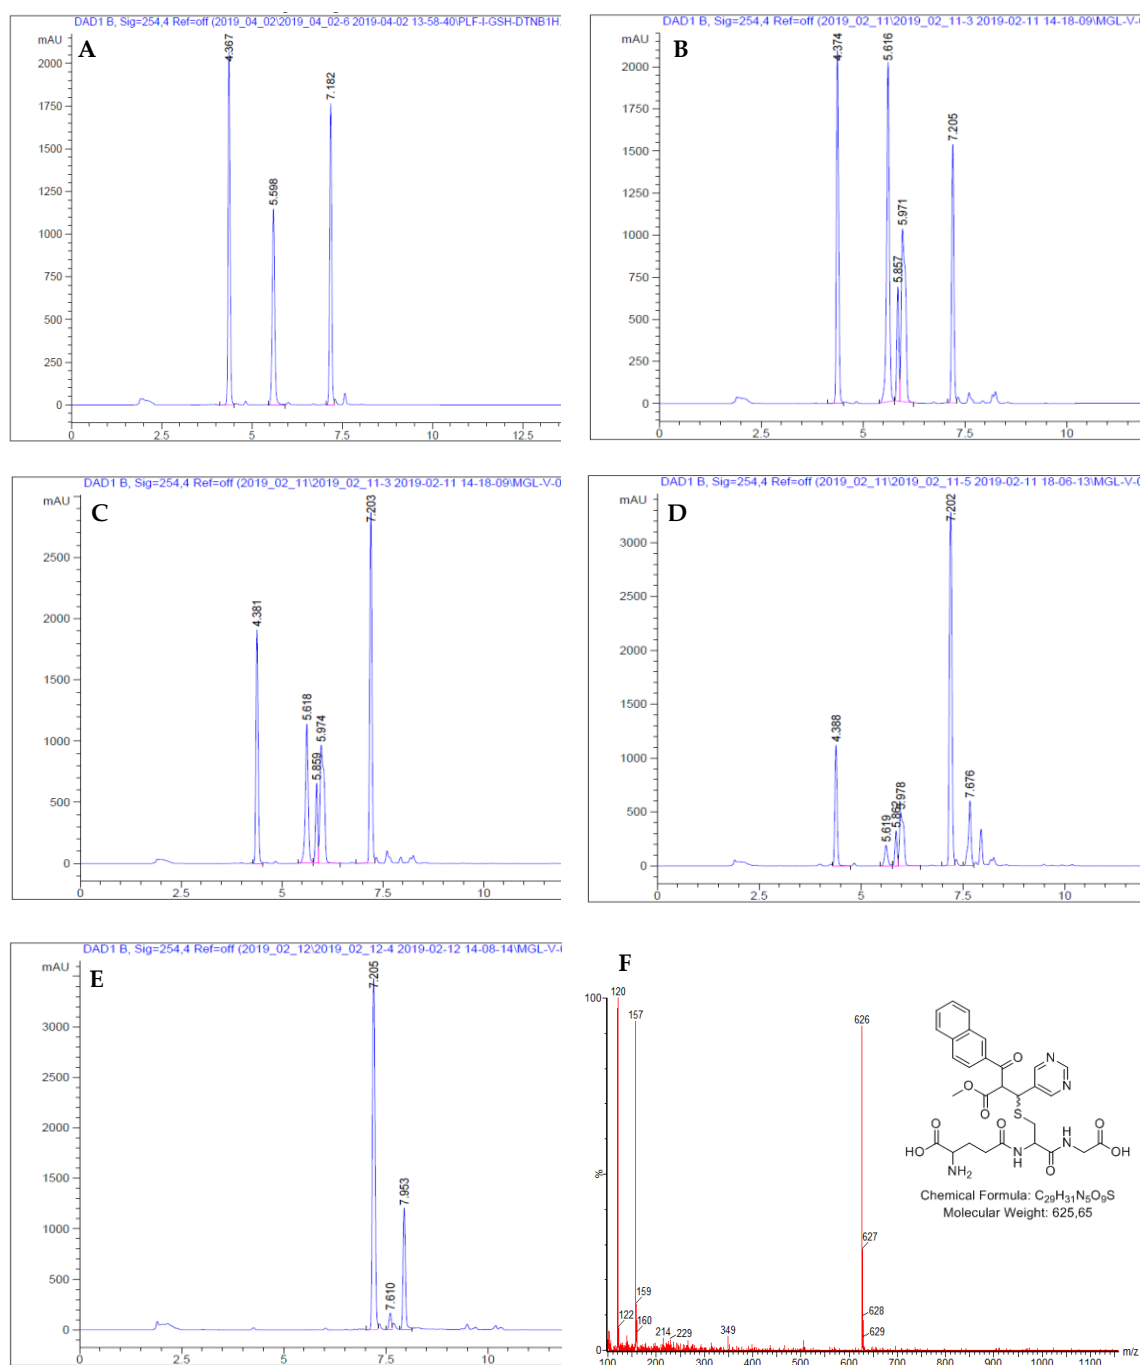 DAD1 B, Sig=254,4 Ref=off (2019_04_02\2019_04_02-6 2019-04-02 13-58-40\PLF-I-GSH-DTNB1H.
mAU
A
4.367
5.598
7.182
2000
1750
1500
1250
1000
750
500
250
0
0 2.5 5 7.5 10 12.5
DAD1 B, Sig=254,4 Ref=off (2019_02_11\2019_02_11-3 2019-02-11 14-18-09\MGL-V-
mAU
B
4.374
5.616
5.857
5.971
7.205
2000
1750
1500
1250
1000
750
500
250
0
0 2.5 5 7.5 10
DAD1 B, Sig=254,4 Ref=off (2019_02_11\2019_02_11-3 2019-02-11 14-18-09\MGL-V-0
mAU
C
4.381
5.618
5.859
5.974
7.203
2500
2000
1500
1000
500
0
0 2.5 5 7.5 10
DAD1 B, Sig=254,4 Ref=off (2019_02_11\2019_02_11-5 2019-02-11 18-06-13\MGL-V-
mAU
D
4.388
5.619
5.862
5.978
7.202
7.676
3000
2500
2000
1500
1000
500
0
0 2.5 5 7.5 10
DAD1 B, Sig=254,4 Ref=off (2019_02_12\2019_02_12-4 2019-02-12 14-08-14\MGL-V-
mAU
E
7.205
7.610
7.953
3000
2500
2000
1500
1000
500
0
0 2.5 5 7.5 10
F
100
%
0
120
157
626
627
628
629
159
160
122
214
229
349
100 200 300 400 500 600 700 800 900 1000 1100
m/z
O
N
N
O
O
S
O
HO
NH₂
O
N
H
O
H
N
O
OH
Chemical Formula: C₂₉H₃₁N₅O₉S
Molecular Weight: 625,65